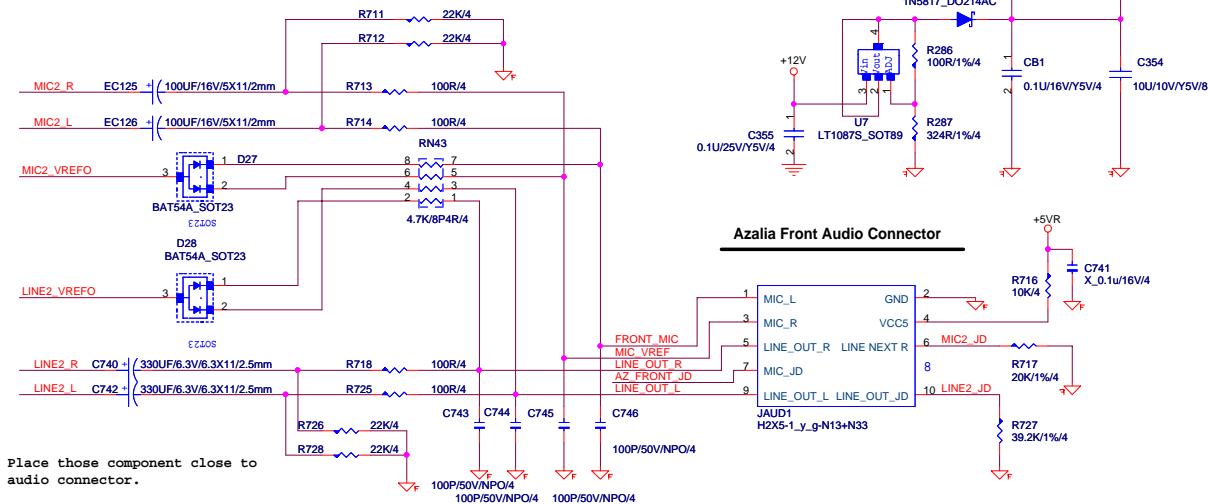 R711 22K/4
R712 22K/4
F
MIC2_R EC125 + 100UF/16V/5X11/2mm R713 100R/4
MIC2_L EC126 + 100UF/16V/5X11/2mm R714 100R/4
RN43
MIC2_VREFO 3 1 2 D27
8 7
6 5
4 3
2 1
BAT54A_SOT23
SOT23
4.7K/8P4R/4
D28
BAT54A_SOT23
LINE2_VREFO 3 1 2
SOT23
LINE2_R C740 + 330UF/6.3V/6.3X11/2.5mm R718 100R/4
LINE2_L C742 + 330UF/6.3V/6.3X11/2.5mm R725 100R/4
R726 22K/4
R728 22K/4
F
C743 C744 C745 C746
100P/50V/NPO/4
F F F F
100P/50V/NPO/4
100P/50V/NPO/4 100P/50V/NPO/4
Place those component close to
audio connector.
1N5817_DO214AC
+12V
4
Vin Vout ADJ
3 2 1
U7
LT1087S_SOT89
R286
100R/1%/4
R287
324R/1%/4
F
C355
0.1U/25V/Y5V/4
1
2
CB1
0.1U/16V/Y5V/4
1
2
F
C354
10U/10V/Y5V/8
F
Azalia Front Audio Connector
+5VR
R716
10K/4
C741
X_0.1u/16V/4
F
FRONT_MIC 1 MIC_L GND 2 F
MIC_VREF 3 MIC_R VCC5 4
LINE_OUT_R 5 LINE_OUT_R LINE NEXT R 6 MIC2_JD
AZ_FRONT_JD 7 MIC_JD 8
LINE_OUT_L 9 LINE_OUT_L LINE_OUT_JD 10 LINE2_JD
R717
20K/1%/4
F
JAUD1
H2X5-1_y_g-N13+N33
R727
39.2K/1%/4
F